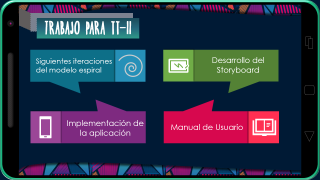 TRABAJO PARA TT-II
Siguientes iteraciones
del modelo espiral
Desarrollo del
Storyboard
Implementación de
la aplicación
Manual de Usuario